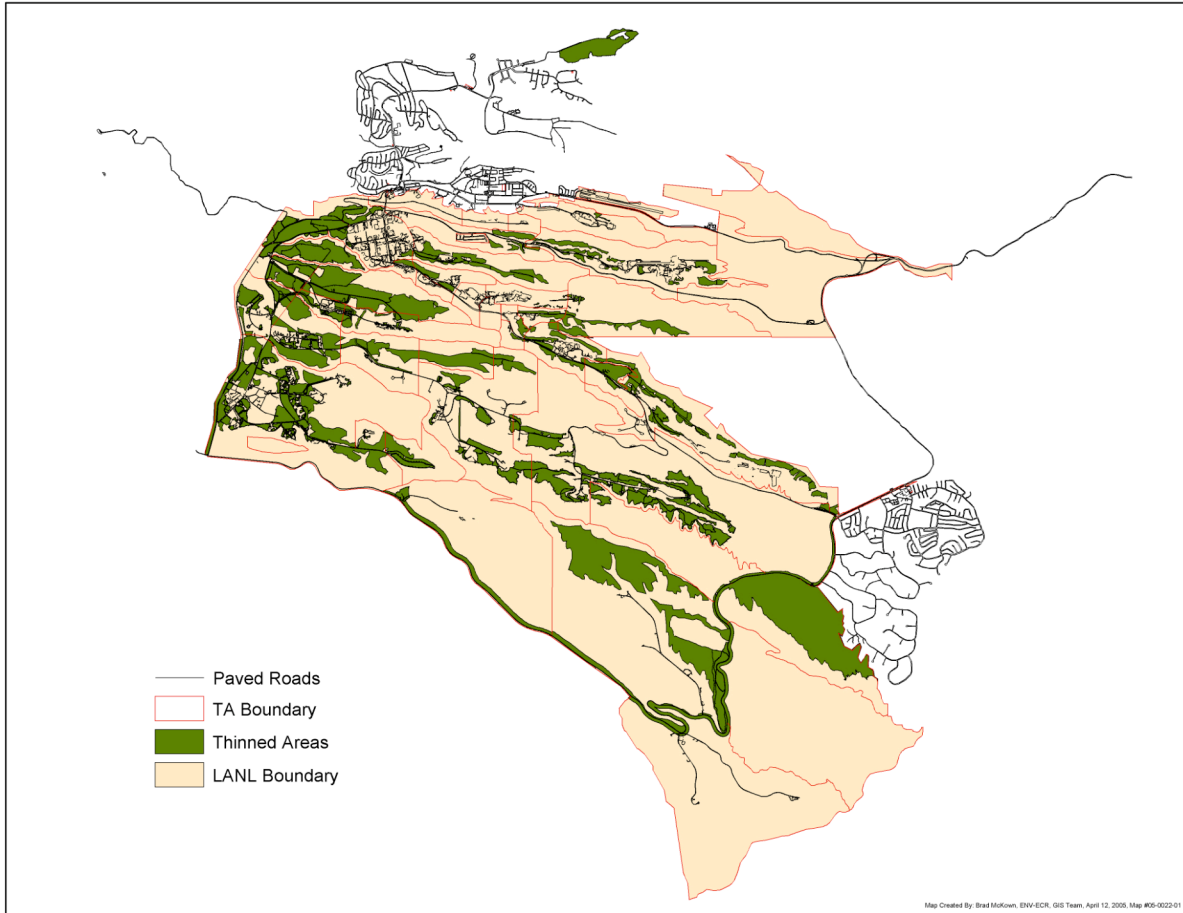 Paved Roads
TA Boundary
Thinned Areas
LANL Boundary
Map Created By: Brad McKown, ENV-ECR, GIS Team, April 12, 2005, Map #05-0022-01